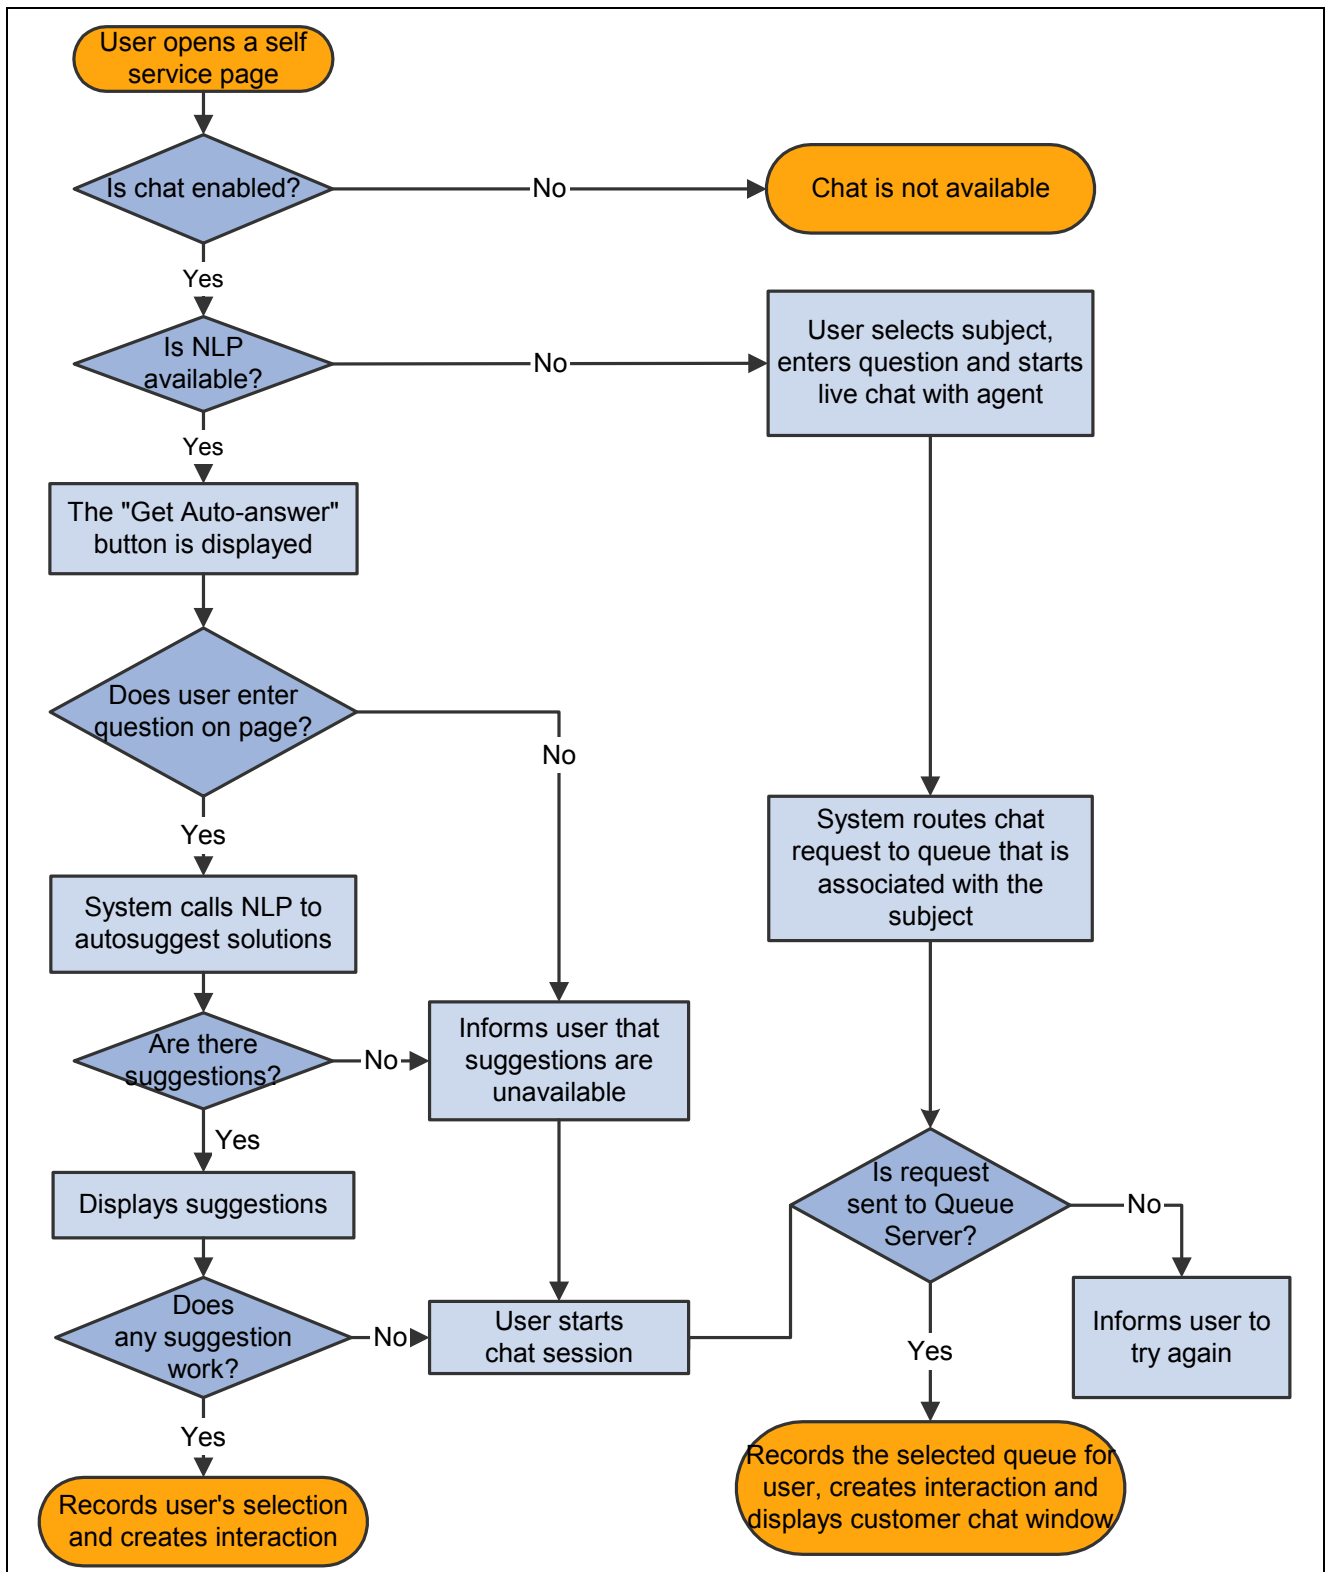 User opens a self
service page
Is chat enabled?
No
Chat is not available
Yes
Is NLP
available?
No
User selects subject,
enters question and starts
live chat with agent
Yes
The "Get Auto-answer"
button is displayed
Does user enter
question on page?
No
Yes
System routes chat
request to queue that is
associated with the
subject
System calls NLP to
autosuggest solutions
Are there
suggestions?
No
Informs user that
suggestions are
unavailable
Yes
Displays suggestions
Is request
sent to Queue
Server?
No
Does
any suggestion
work?
No
User starts
chat session
Yes
Informs user to
try again
Yes
Records user's selection
and creates interaction
Records the selected queue for
user, creates interaction and
displays customer chat window